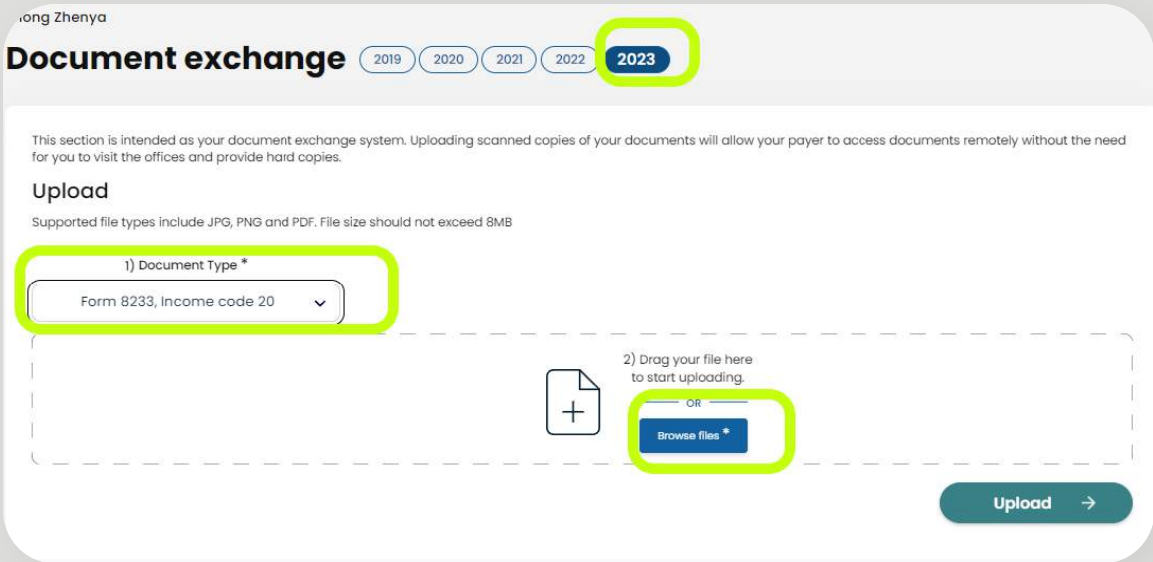 Zhenya
Document exchange 2019 2020 2021 2022 2023
This section is intended as your document exchange system. Uploading scanned copies of your documents will allow your payer to access documents remotely without the need
for you to visit the offices and provide hard copies.
Upload
Supported file types include JPG, PNG and PDF. File size should not exceed 8MB
1) Document Type *
Form 8233, Income code 20
2) Drag your file here
to start uploading.
OR
Browse files *
Upload